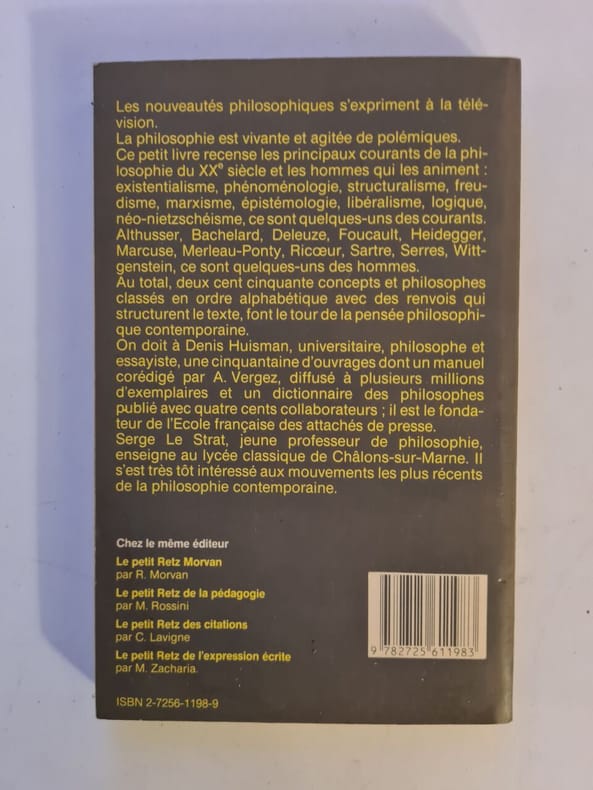 Les nouveautés philosophiques s'expriment à la télé-
vision.
La philosophie est vivante et agitée de polémiques.
Ce petit livre recense les principaux courants de la phi-
losophie du XXe siècle et les hommes qui les animent :
existentialisme, phénoménologie, structuralisme, freu-
disme, marxisme, épistémologie, libéralisme, logique,
néo-nietzschéisme, ce sont quelques-uns des courants.
Althusser, Bachelard, Deleuze, Foucault, Heidegger,
Marcuse, Merleau-Ponty, Ricœur, Sartre, Serres, Witt-
genstein, ce sont quelques-uns des hommes.
Au total, deux cent cinquante concepts et philosophes
classés en ordre alphabétique avec des renvois qui
structurent le texte, font le tour de la pensée philosophi-
que contemporaine.
On doit à Denis Huisman, universitaire, philosophe et
essayiste, une cinquantaine d'ouvrages dont un manuel
corédigé par A. Vergez, diffusé à plusieurs millions
d'exemplaires et un dictionnaire des philosophes
publié avec quatre cents collaborateurs ; il est le fonda-
teur de l'Ecole française des attachés de presse.
Serge Le Strat, jeune professeur de philosophie,
enseigne au lycée classique de Châlons-sur-Marne. Il
s'est très tôt intéressé aux mouvements les plus récents
de la philosophie contemporaine.
Chez le même éditeur
Le petit Retz Morvan
par R. Morvan
Le petit Retz de la pédagogie
par M. Rossini
Le petit Retz des citations
par C. Lavigne
Le petit Retz de l'expression écrite
par M. Zacharia
ISBN 2-7256-1198-9
9 782725 611983